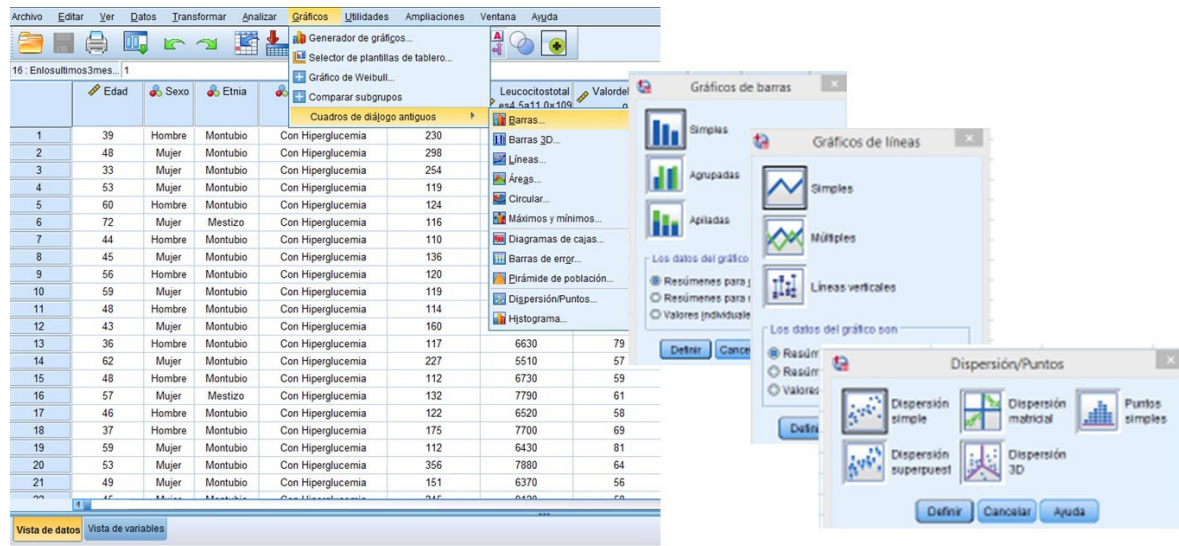 Archivo Editar Ver Datos Transformar Analizar Gráficos Utilidades Ampliaciones Ventana Ayuda
Generador de gráficos...
Selector de plantillas de tablero...
Gráfico de Weibull...
Comparar subgrupos
Cuadros de diálogo antiguos
Barras...
Barras 3D...
Líneas...
Áreas...
Circular...
Máximos y mínimos...
Diagramas de cajas...
Barras de error...
Pirámide de población...
Dispersión/Puntos...
Histograma...
16 : Enlosultimos3mes... 1
Edad Sexo Etnia Leucocitostotal Valordel
es4.5a11.0x109
1 39 Hombre Montubio Con Hiperglucemia 230
2 48 Mujer Montubio Con Hiperglucemia 298
3 33 Mujer Montubio Con Hiperglucemia 254
4 53 Mujer Montubio Con Hiperglucemia 119
5 60 Hombre Montubio Con Hiperglucemia 124
6 72 Mujer Mestizo Con Hiperglucemia 116
7 44 Hombre Montubio Con Hiperglucemia 110
8 45 Mujer Montubio Con Hiperglucemia 136
9 56 Hombre Montubio Con Hiperglucemia 120
10 59 Mujer Montubio Con Hiperglucemia 119
11 48 Hombre Montubio Con Hiperglucemia 114
12 43 Mujer Montubio Con Hiperglucemia 160
13 36 Hombre Montubio Con Hiperglucemia 117 6630 79
14 62 Mujer Montubio Con Hiperglucemia 227 5510 57
15 48 Hombre Montubio Con Hiperglucemia 112 6730 59
16 57 Mujer Mestizo Con Hiperglucemia 132 7790 61
17 46 Hombre Montubio Con Hiperglucemia 122 6520 58
18 37 Hombre Montubio Con Hiperglucemia 175 7700 69
19 59 Mujer Montubio Con Hiperglucemia 112 6430 81
20 53 Mujer Montubio Con Hiperglucemia 356 7880 64
21 49 Mujer Montubio Con Hiperglucemia 151 6370 56
Vista de datos Vista de variables
Gráficos de barras
Simples
Agrupadas
Apiladas
Los datos del gráfico
Resúmenes para
Resúmenes para
Valores individuale
Definir Cance
Gráficos de líneas
Simples
Múltiples
Líneas verticales
Los datos del gráfico son
Resúm
Resúm
Valores
Defini
Dispersión/Puntos
Dispersión simple
Dispersión matricial
Puntos simples
Dispersión superpuest
Dispersión 3D
Definir Cancelar Ayuda